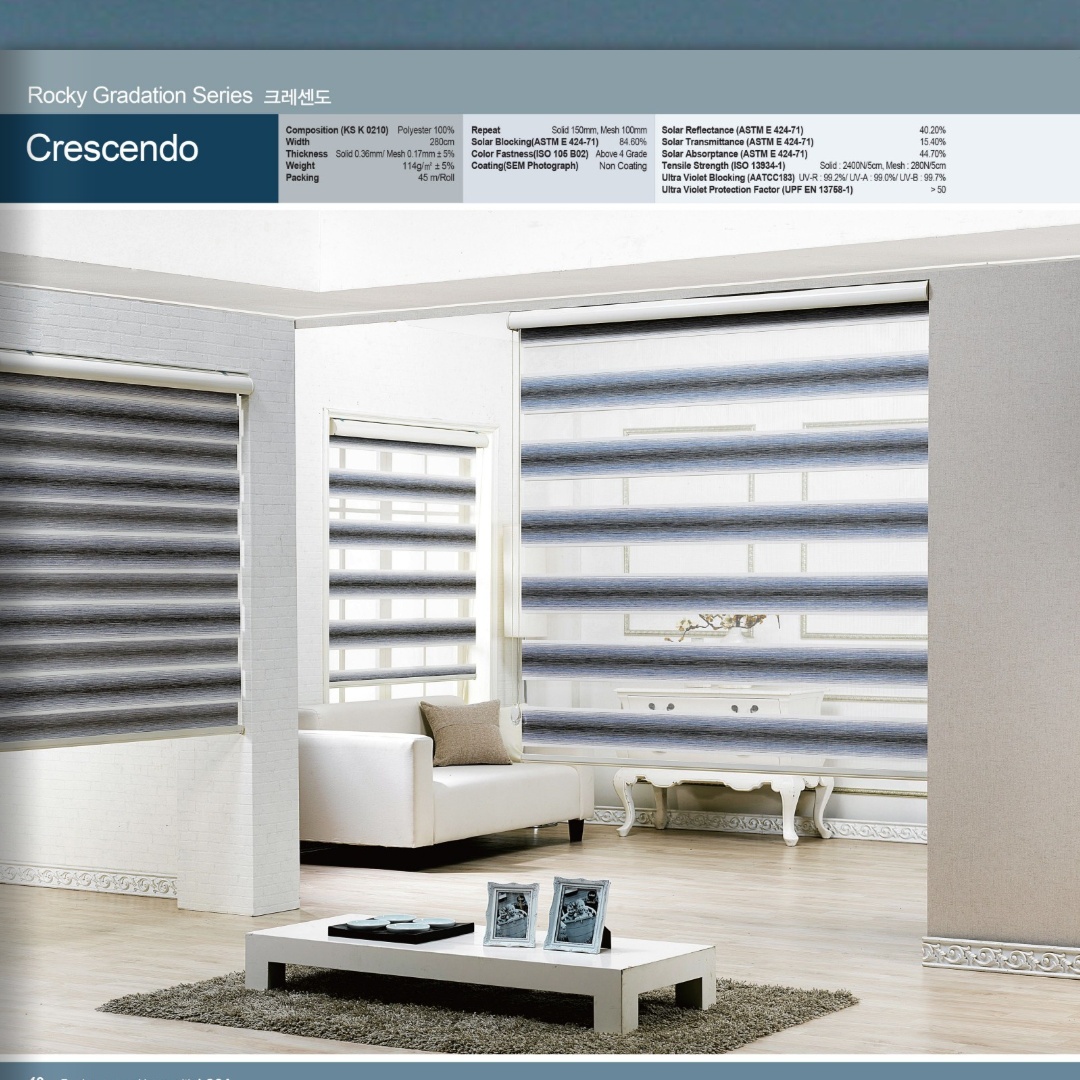 Rocky Gradation Series 크레센도
Crescendo
Composition (KS K 0210) Polyester 100%
Width 280cm
Thickness Solid 0.36mm/ Mesh 0.17mm ± 5%
Weight 114g/㎡ ± 5%
Packing 45 m/Roll
Repeat Solid 150mm, Mesh 100mm
Solar Blocking(ASTM E 424-71) 84.60%
Color Fastness(ISO 105 B02) Above 4 Grade
Coating(SEM Photograph) Non Coating
Solar Reflectance (ASTM E 424-71) 40.20%
Solar Transmittance (ASTM E 424-71) 15.40%
Solar Absorptance (ASTM E 424-71) 44.70%
Tensile Strength (ISO 13934-1) Solid : 2400N/5cm, Mesh : 280N/5cm
Ultra Violet Blocking (AATCC183) UV-R : 99.2%/ UV-A : 99.0%/ UV-B : 99.7%
Ultra Violet Protection Factor (UPF EN 13758-1) > 50